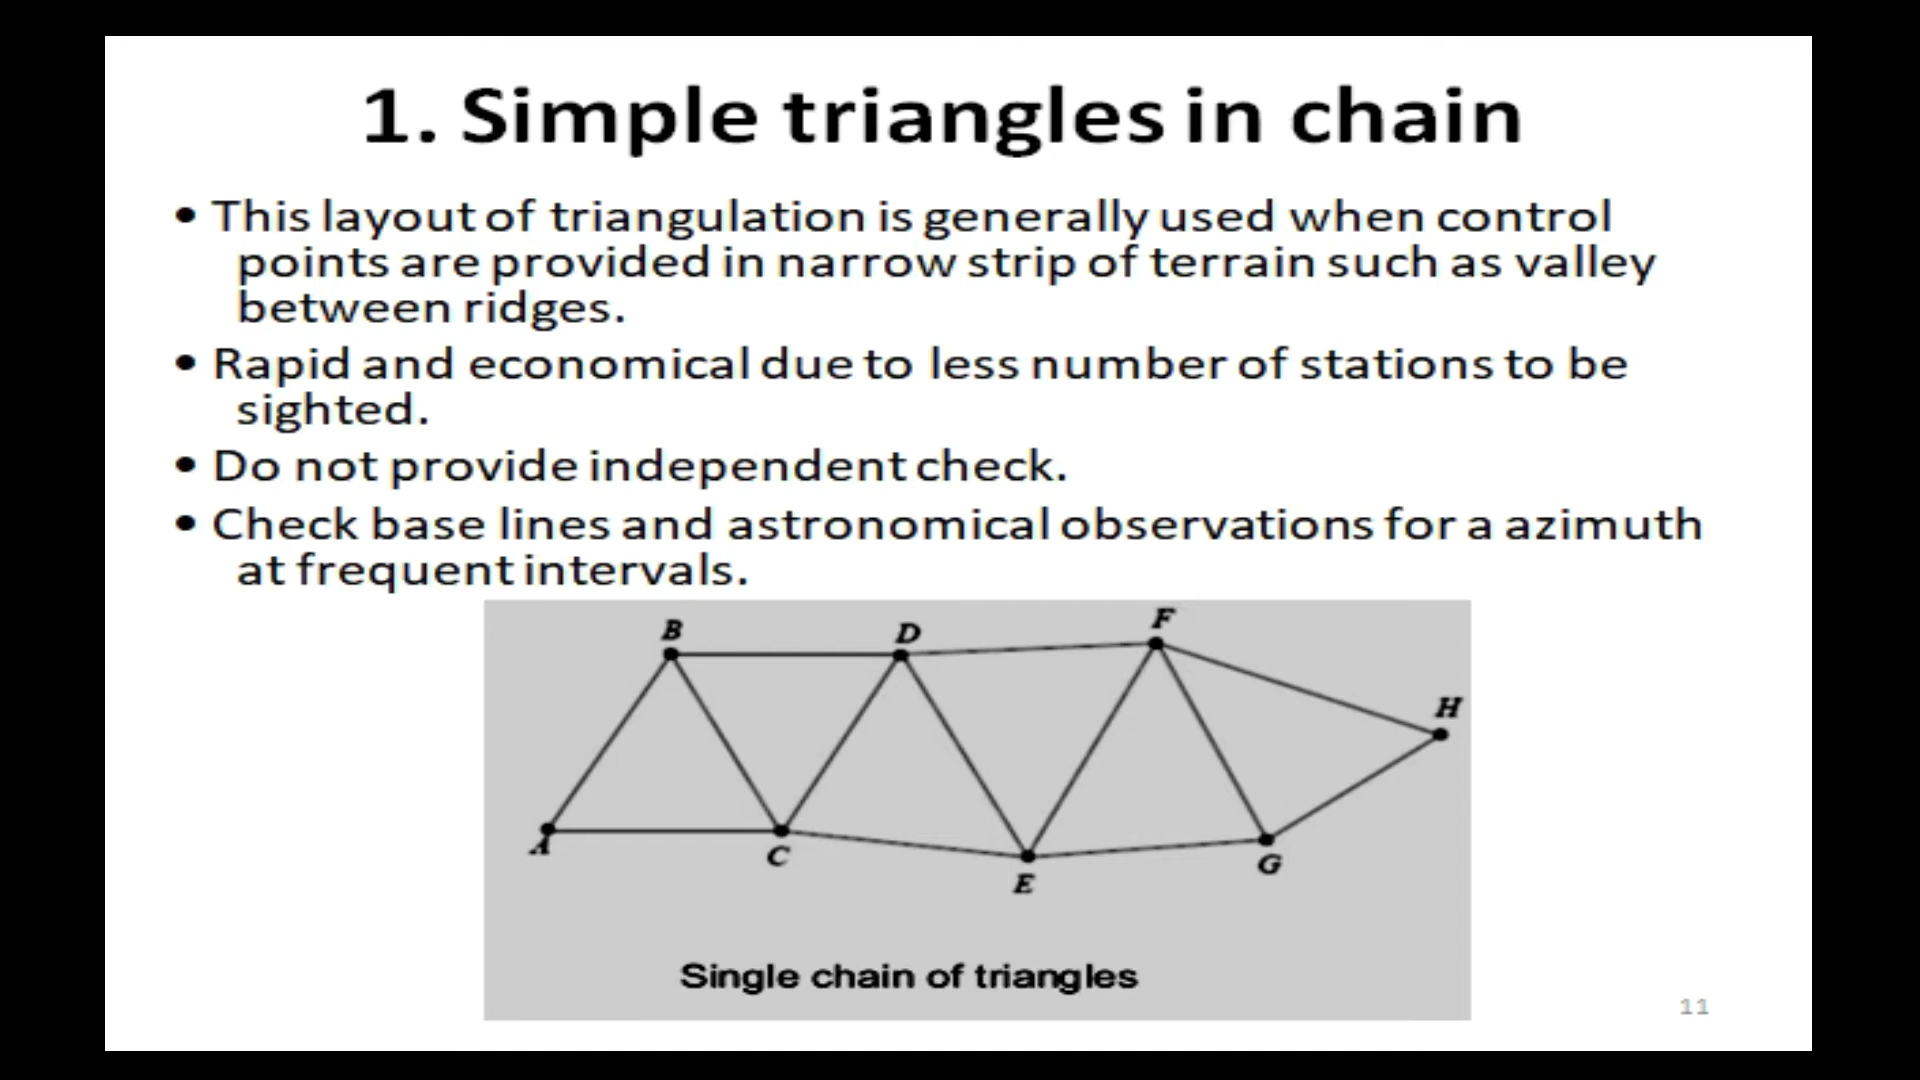 1. Simple triangles in chain
• This layout of triangulation is generally used when control
points are provided in narrow strip of terrain such as valley
between ridges.
• Rapid and economical due to less number of stations to be
sighted.
• Do not provide independent check.
• Check base lines and astronomical observations for a azimuth
at frequent intervals.
B
D
F
H
A
C
E
G
Single chain of triangles
11